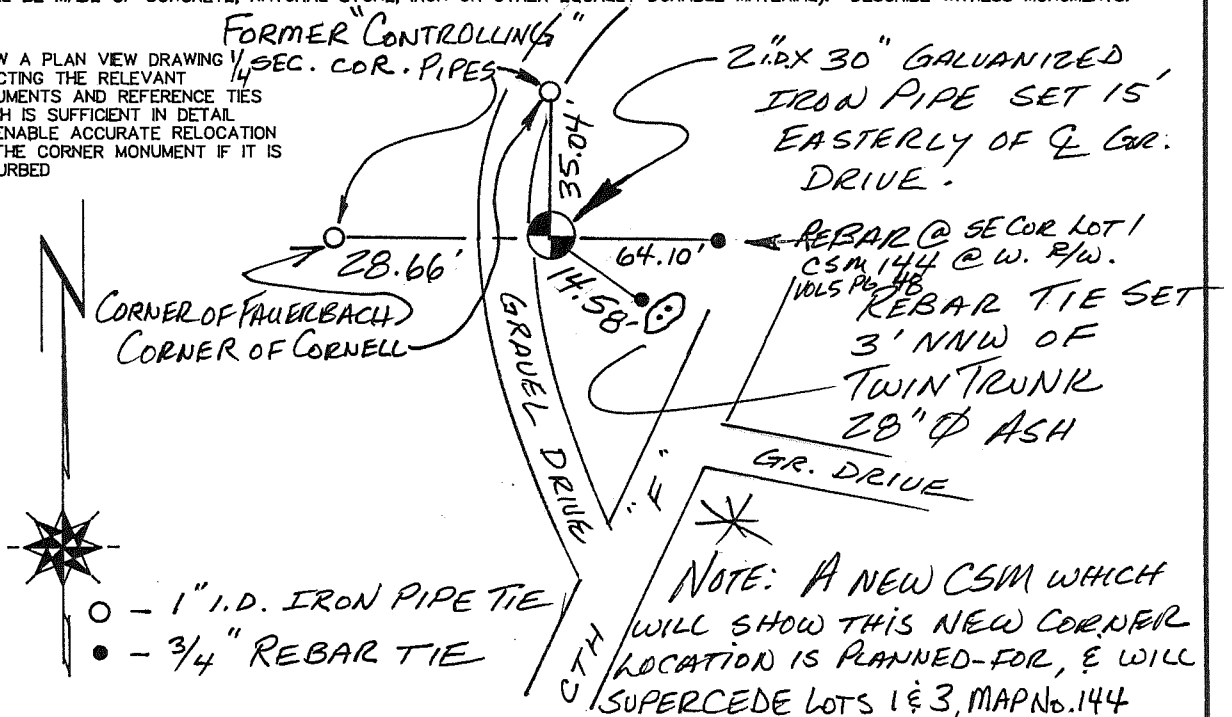 FORMER "CONTROLLING"
1/4 SEC. COR. PIPES
W A PLAN VIEW DRAWING
CTING THE RELEVANT
UMENTS AND REFERENCE TIES
H IS SUFFICIENT IN DETAIL
ENABLE ACCURATE RELOCATION
THE CORNER MONUMENT IF IT IS
URBED
2" I.D. X 30" GALVANIZED
IRON PIPE SET 15'
EASTERLY OF ℄ GR.
DRIVE.
35.04'
28.66'
64.10'
14.58
REBAR @ SE COR LOT 1
CSM 144 @ W. R/W.
VOL 5 PG 48
REBAR TIE SET
3' NNW OF
TWIN TRUNK
28" Ø ASH
CORNER OF FAUERBACH
CORNER OF CORNELL
GRAVEL DRIVE
GR. DRIVE
CTH "F"
N
O - 1" I.D. IRON PIPE TIE
● - 3/4" REBAR TIE
NOTE: A NEW CSM WHICH
WILL SHOW THIS NEW CORNER
LOCATION IS PLANNED-FOR, & WILL
SUPERCEDE LOTS 1 & 3, MAP No. 144